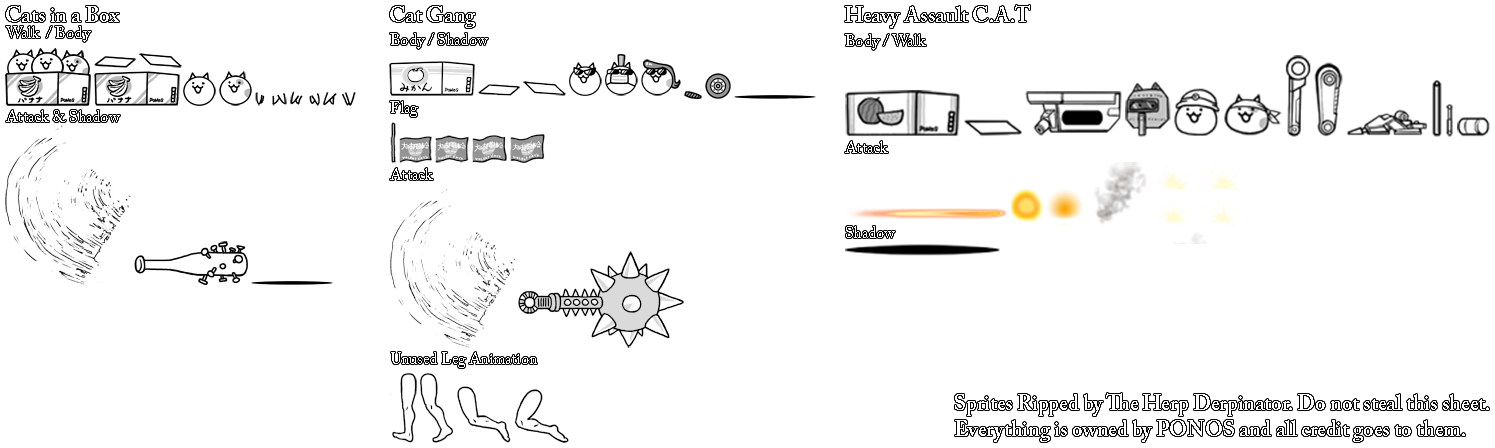 Cats in a Box
Walk / Body
バナナ PONOS
バナナ PONOS
Attack & Shadow
Cat Gang
Body / Shadow
みかん PONOS
Flag
Attack
Unused Leg Animation
Heavy Assault C.A.T
Body / Walk
PONOS
Attack
Shadow
Sprites Ripped by The Herp Derpinator. Do not steal this sheet.
Everything is owned by PONOS and all credit goes to them.